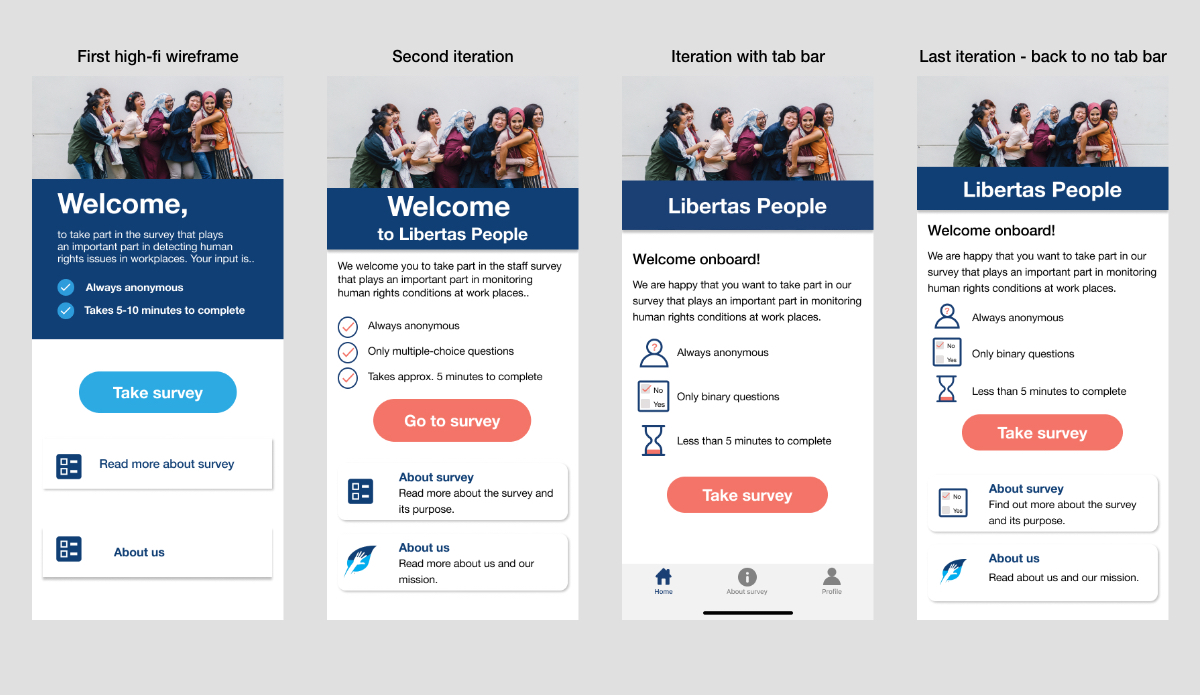 First high-fi wireframe
Welcome,
to take part in the survey that plays
an important part in detecting human
rights issues in workplaces. Your input is..
Always anonymous
Takes 5-10 minutes to complete
Take survey
Read more about survey
About us
Second iteration
Welcome
to Libertas People
We welcome you to take part in the staff survey
that plays an important part in monitoring
human rights conditions at work places..
Always anonymous
Only multiple-choice questions
Takes approx. 5 minutes to complete
Go to survey
About survey
Read more about the survey and
its purpose.
About us
Read more about us and our
mission.
Iteration with tab bar
Libertas People
Welcome onboard!
We are happy that you want to take part in our
survey that plays an important part in monitoring
human rights conditions at work places.
?
Always anonymous
No
Yes
Only binary questions
Less than 5 minutes to complete
Take survey
Home
About survey
Profile
Last iteration - back to no tab bar
Libertas People
Welcome onboard!
We are happy that you want to take part in our
survey that plays an important part in monitoring
human rights conditions at work places.
?
Always anonymous
No
Yes
Only binary questions
Less than 5 minutes to complete
Take survey
No
Yes
About survey
Find out more about the survey
and its purpose.
About us
Read about us and our mission.